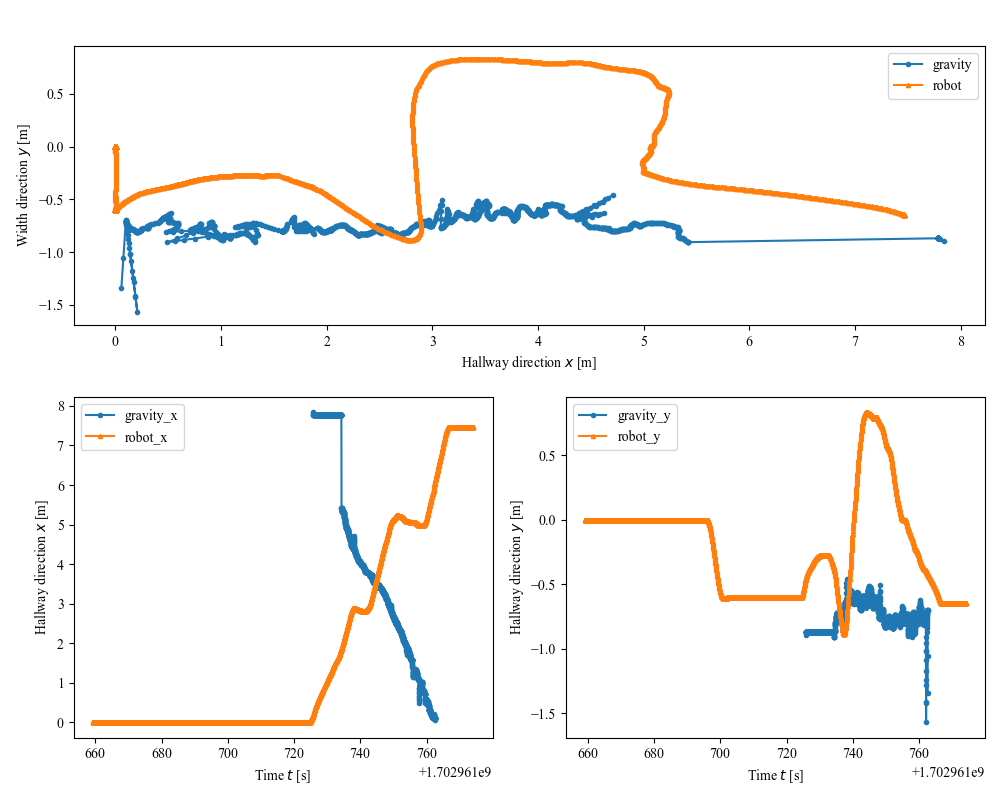 gravity
robot
0.5
0.0
−0.5
−1.0
−1.5
Width direction y [m]
0 1 2 3 4 5 6 7 8
Hallway direction x [m]
gravity_x
robot_x
8
7
6
5
4
3
2
1
0
Hallway direction x [m]
660 680 700 720 740 760
+1.702961e9
Time t [s]
gravity_y
robot_y
0.5
0.0
−0.5
−1.0
−1.5
Hallway direction y [m]
660 680 700 720 740 760
+1.702961e9
Time t [s]